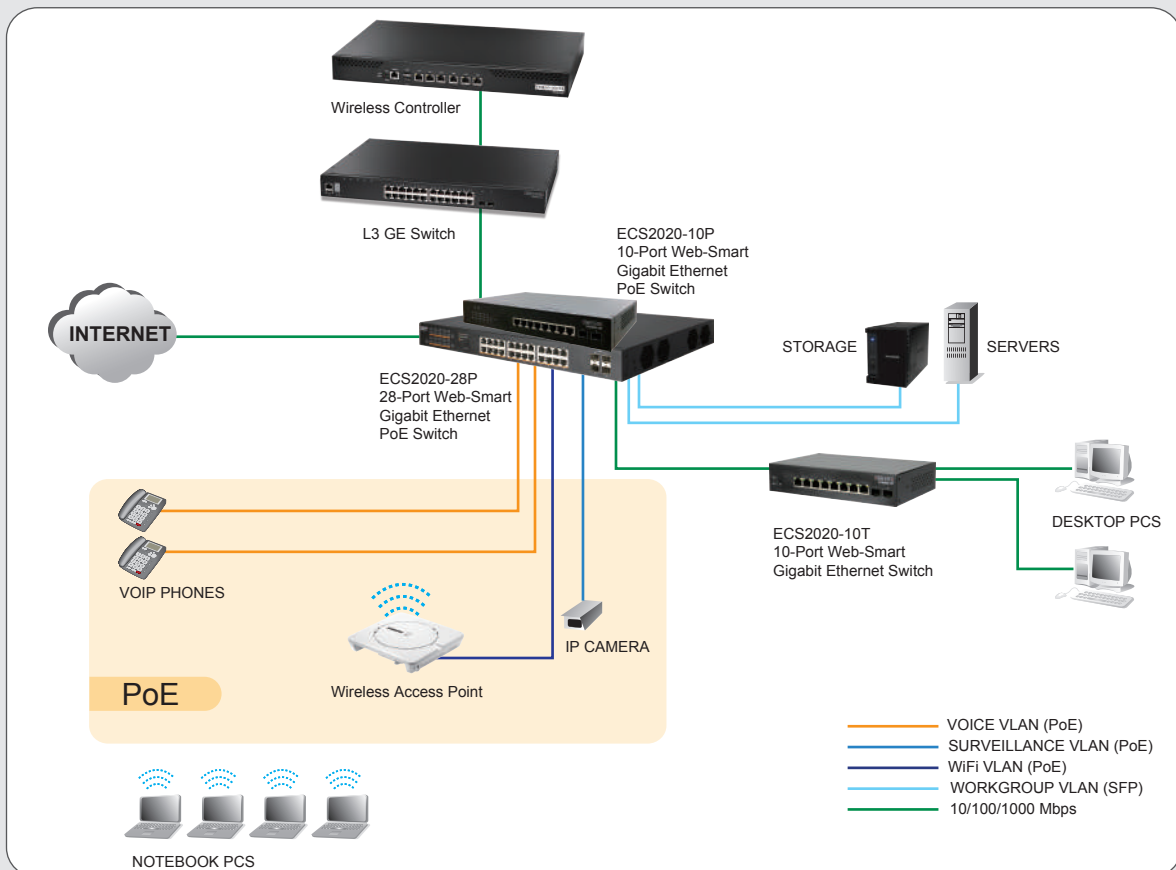 Wireless Controller
L3 GE Switch
ECS2020-10P
10-Port Web-Smart
Gigabit Ethernet
PoE Switch
INTERNET
STORAGE
SERVERS
ECS2020-28P
28-Port Web-Smart
Gigabit Ethernet
PoE Switch
DESKTOP PCS
ECS2020-10T
10-Port Web-Smart
Gigabit Ethernet Switch
VOIP PHONES
IP CAMERA
Wireless Access Point
PoE
VOICE VLAN (PoE)
SURVEILLANCE VLAN (PoE)
WiFi VLAN (PoE)
WORKGROUP VLAN (SFP)
10/100/1000 Mbps
NOTEBOOK PCS